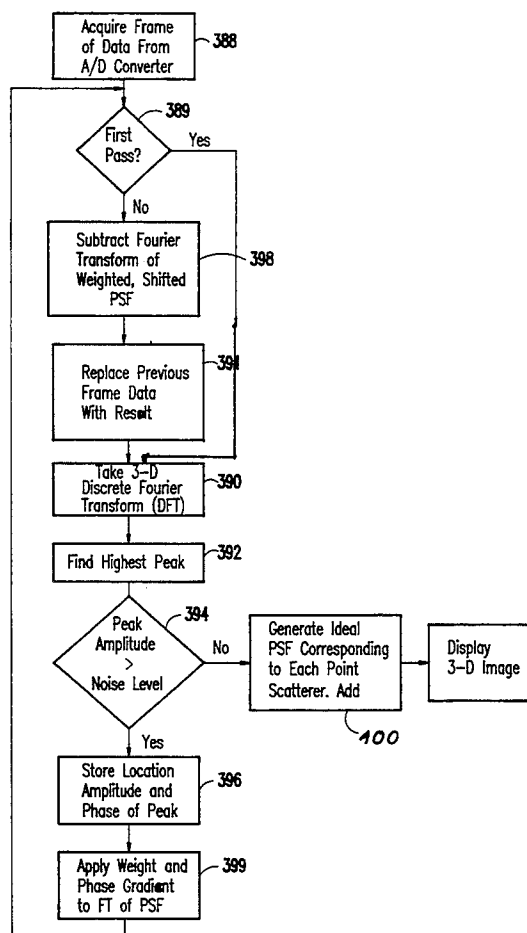 Acquire Frame
of Data From
A/D Converter
388
389
First
Pass?
Yes
No
Subtract Fourier
Transform of
Weighted, Shifted
PSF
398
391
Replace Previous
Frame Data
With Result
Take 3-D
Discrete Fourier
Transform (DFT)
390
Find Highest Peak
392
394
Peak
Amplitude
>
Noise Level
No
Generate Ideal
PSF Corresponding
to Each Point
Scatterer. Add
400
Display
3-D Image
Yes
Store Location
Amplitude and
Phase of Peak
396
Apply Weight and
Phase Gradient
to FT of PSF
399